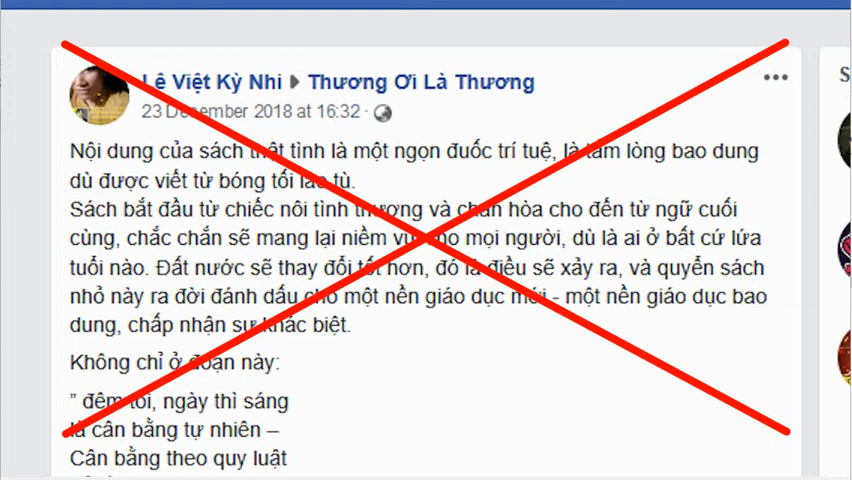 Lê Việt Kỳ Nhi ▶ Thương Ơi Là Thương
23 December 2018 at 16:32 ·
Nội dung của sách thật tình là một ngọn đuốc trí tuệ, là tấm lòng bao dung
dù được viết từ bóng tối lao tù.
Sách bắt đầu từ chiếc nôi tình thương và chan hòa cho đến từ ngữ cuối
cùng, chắc chắn sẽ mang lại niềm vui cho mọi người, dù là ai ở bất cứ lứa
tuổi nào. Đất nước sẽ thay đổi tốt hơn, đó là điều sẽ xảy ra, và quyển sách
nhỏ này ra đời đánh dấu cho một nền giáo dục mới - một nền giáo dục bao
dung, chấp nhận sự khác biệt.
Không chỉ ở đoạn này:
" đêm tối, ngày thì sáng
là cân bằng tự nhiên –
Cân bằng theo quy luật